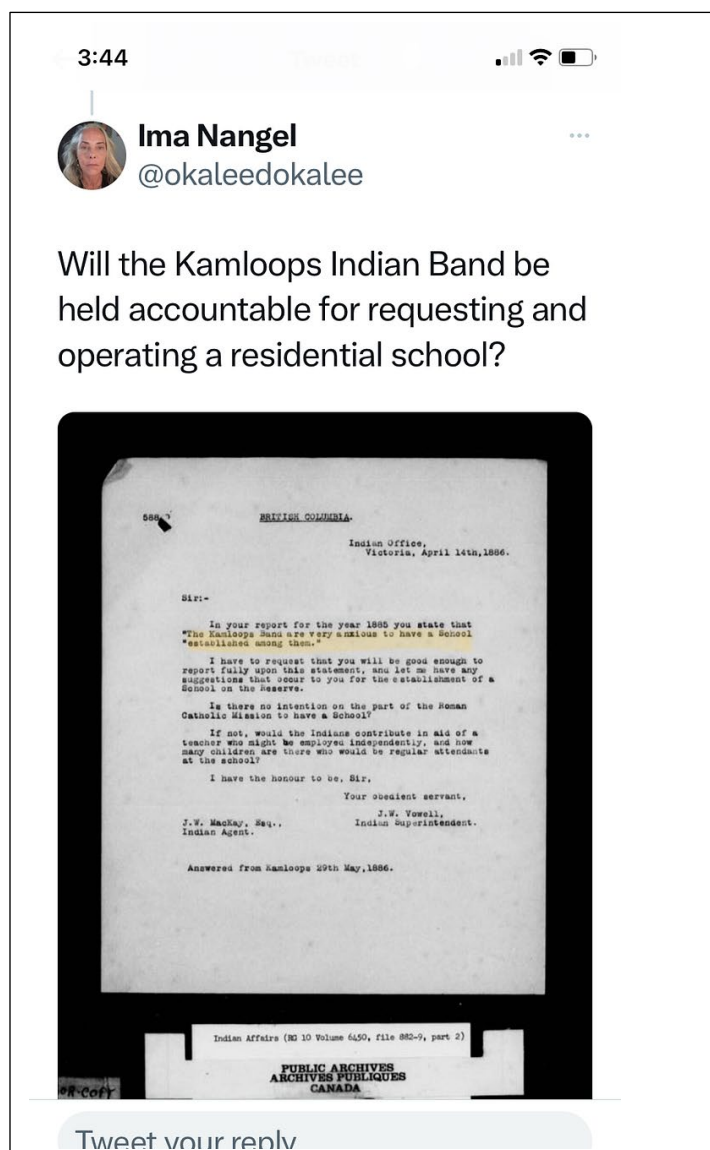 3:44
Ima Nangel
@okaleedokalee
Will the Kamloops Indian Band be
held accountable for requesting and
operating a residential school?
BRITISH COLUMBIA.
Indian Office,
Victoria, April 14th,1886.
Sir:-
In your report for the year 1885 you state that
"The Kamloops Band are very anxious to have a School
"established among them."
I have to request that you will be good enough to
report fully upon this statement, and let me have any
suggestions that occur to you for the establishment of a
School on the Reserve.
Is there no intention on the part of the Roman
Catholic Mission to have a School?
If not, would the Indians contribute in aid of a
teacher who might be employed independently, and how
many children are there who would be regular attendants
at the school?
I have the honour to be, Sir,
Your obedient servant,
J.W. Vowell,
J.W. MacKay, Esq., Indian Superintendent.
Indian Agent.
Answered from Kamloops 29th May,1886.
Indian Affairs (RG 10 Volume 6450, file 882-9, part 2)
PUBLIC ARCHIVES
ARCHIVES PUBLIQUES
CANADA
OR-COPY
Tweet your reply